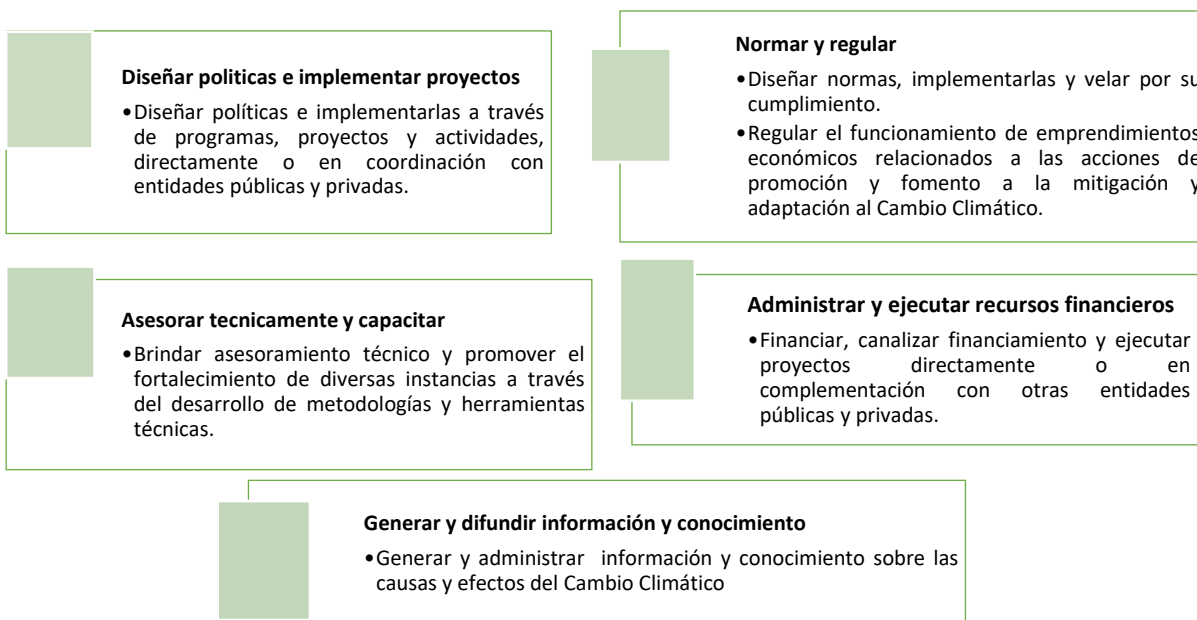 Diseñar politicas e implementar proyectos
•Diseñar políticas e implementarlas a través
de programas, proyectos y actividades,
directamente o en coordinación con
entidades públicas y privadas.
Normar y regular
•Diseñar normas, implementarlas y velar por su
cumplimiento.
•Regular el funcionamiento de emprendimientos
económicos relacionados a las acciones de
promoción y fomento a la mitigación y
adaptación al Cambio Climático.
Asesorar tecnicamente y capacitar
•Brindar asesoramiento técnico y promover el
fortalecimiento de diversas instancias a través
del desarrollo de metodologías y herramientas
técnicas.
Administrar y ejecutar recursos financieros
•Financiar, canalizar financiamiento y ejecutar
proyectos directamente o en
complementación con otras entidades
públicas y privadas.
Generar y difundir información y conocimiento
•Generar y administrar información y conocimiento sobre las
causas y efectos del Cambio Climático